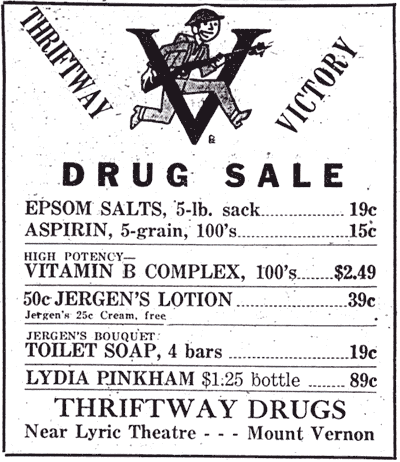 THRIFTWAY
V
VICTORY
DRUG SALE
EPSOM SALTS, 5-lb. sack.................... 19c
ASPIRIN, 5-grain, 100's........................ 15c
HIGH POTENCY—
VITAMIN B COMPLEX, 100's.......$2.49
50c JERGEN'S LOTION.................... 39c
Jergen's 25c Cream, free
JERGEN'S BOUQUET
TOILET SOAP, 4 bars .................... 19c
LYDIA PINKHAM $1:25 bottle ........ 89c
THRIFTWAY DRUGS
Near Lyric Theatre - - - Mount Vernon